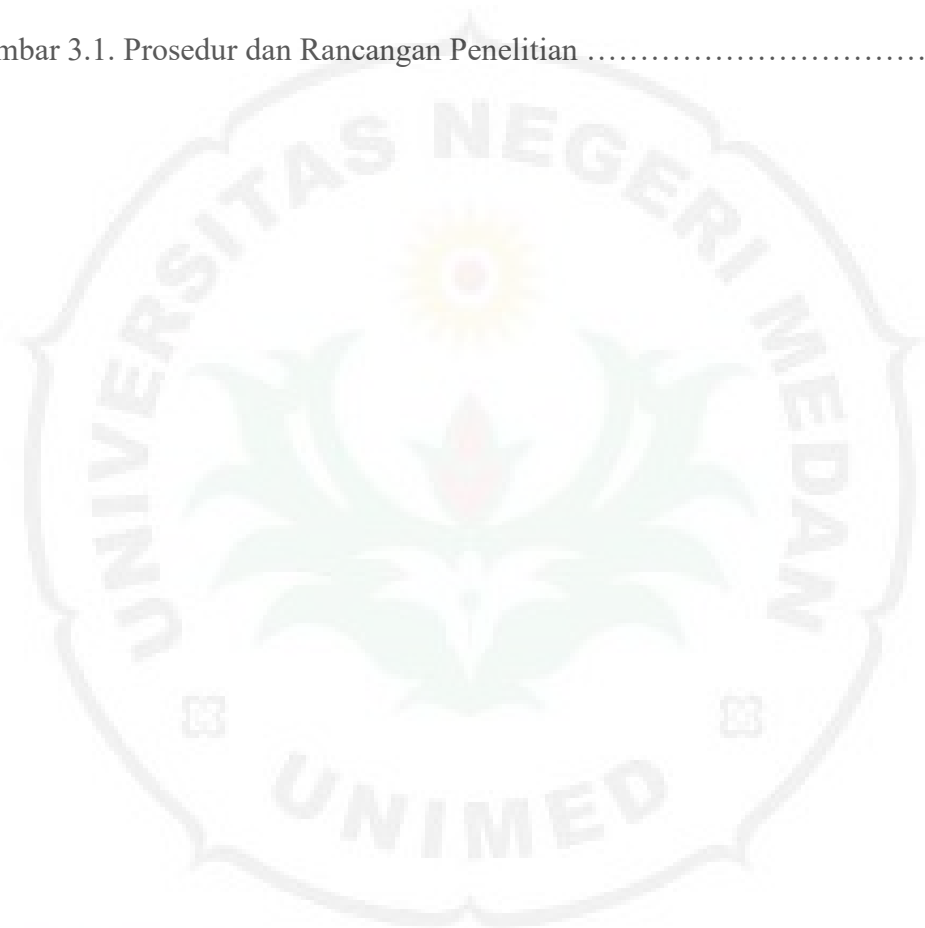 mbar 3.1. Prosedur dan Rancangan Penelitian ……………………………
UNIVERSITAS NEGERI MEDAN
UNIMED